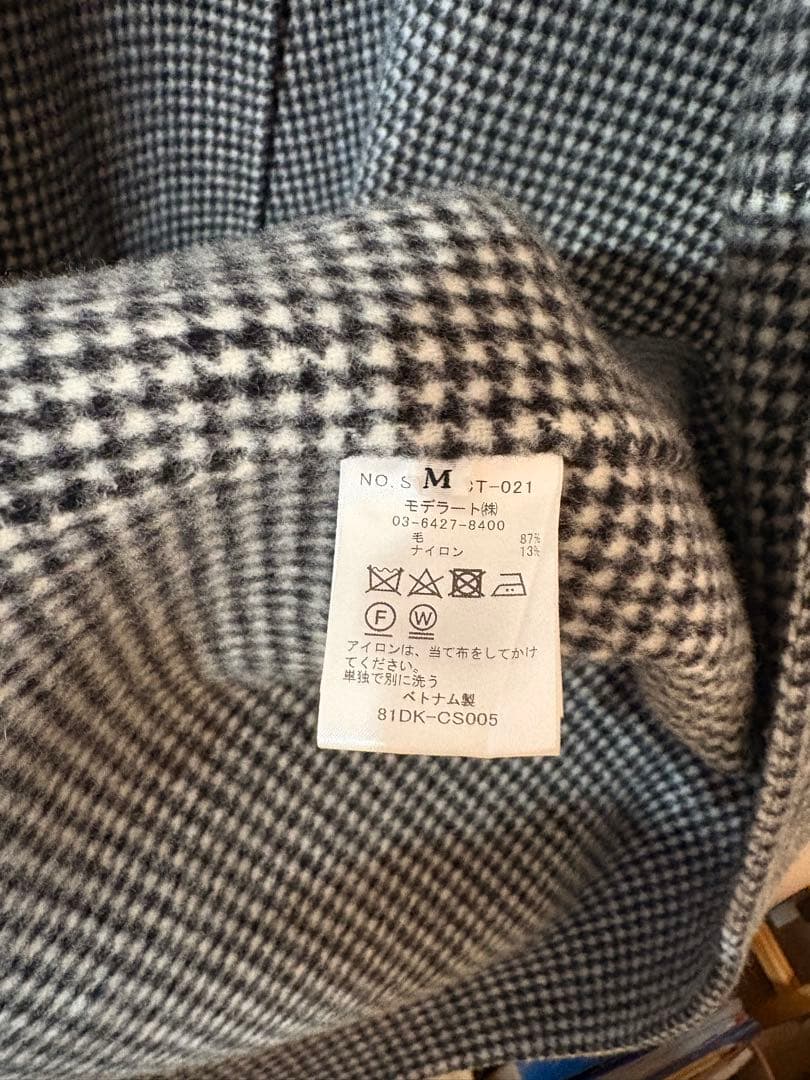 NO.S M CT-021
モデラート㈱
03-6427-8400
毛 87%
ナイロン 13%
F W
アイロンは、当て布をしてかけ
てください。
単独で別に洗う
ベトナム製
81DK-CS005